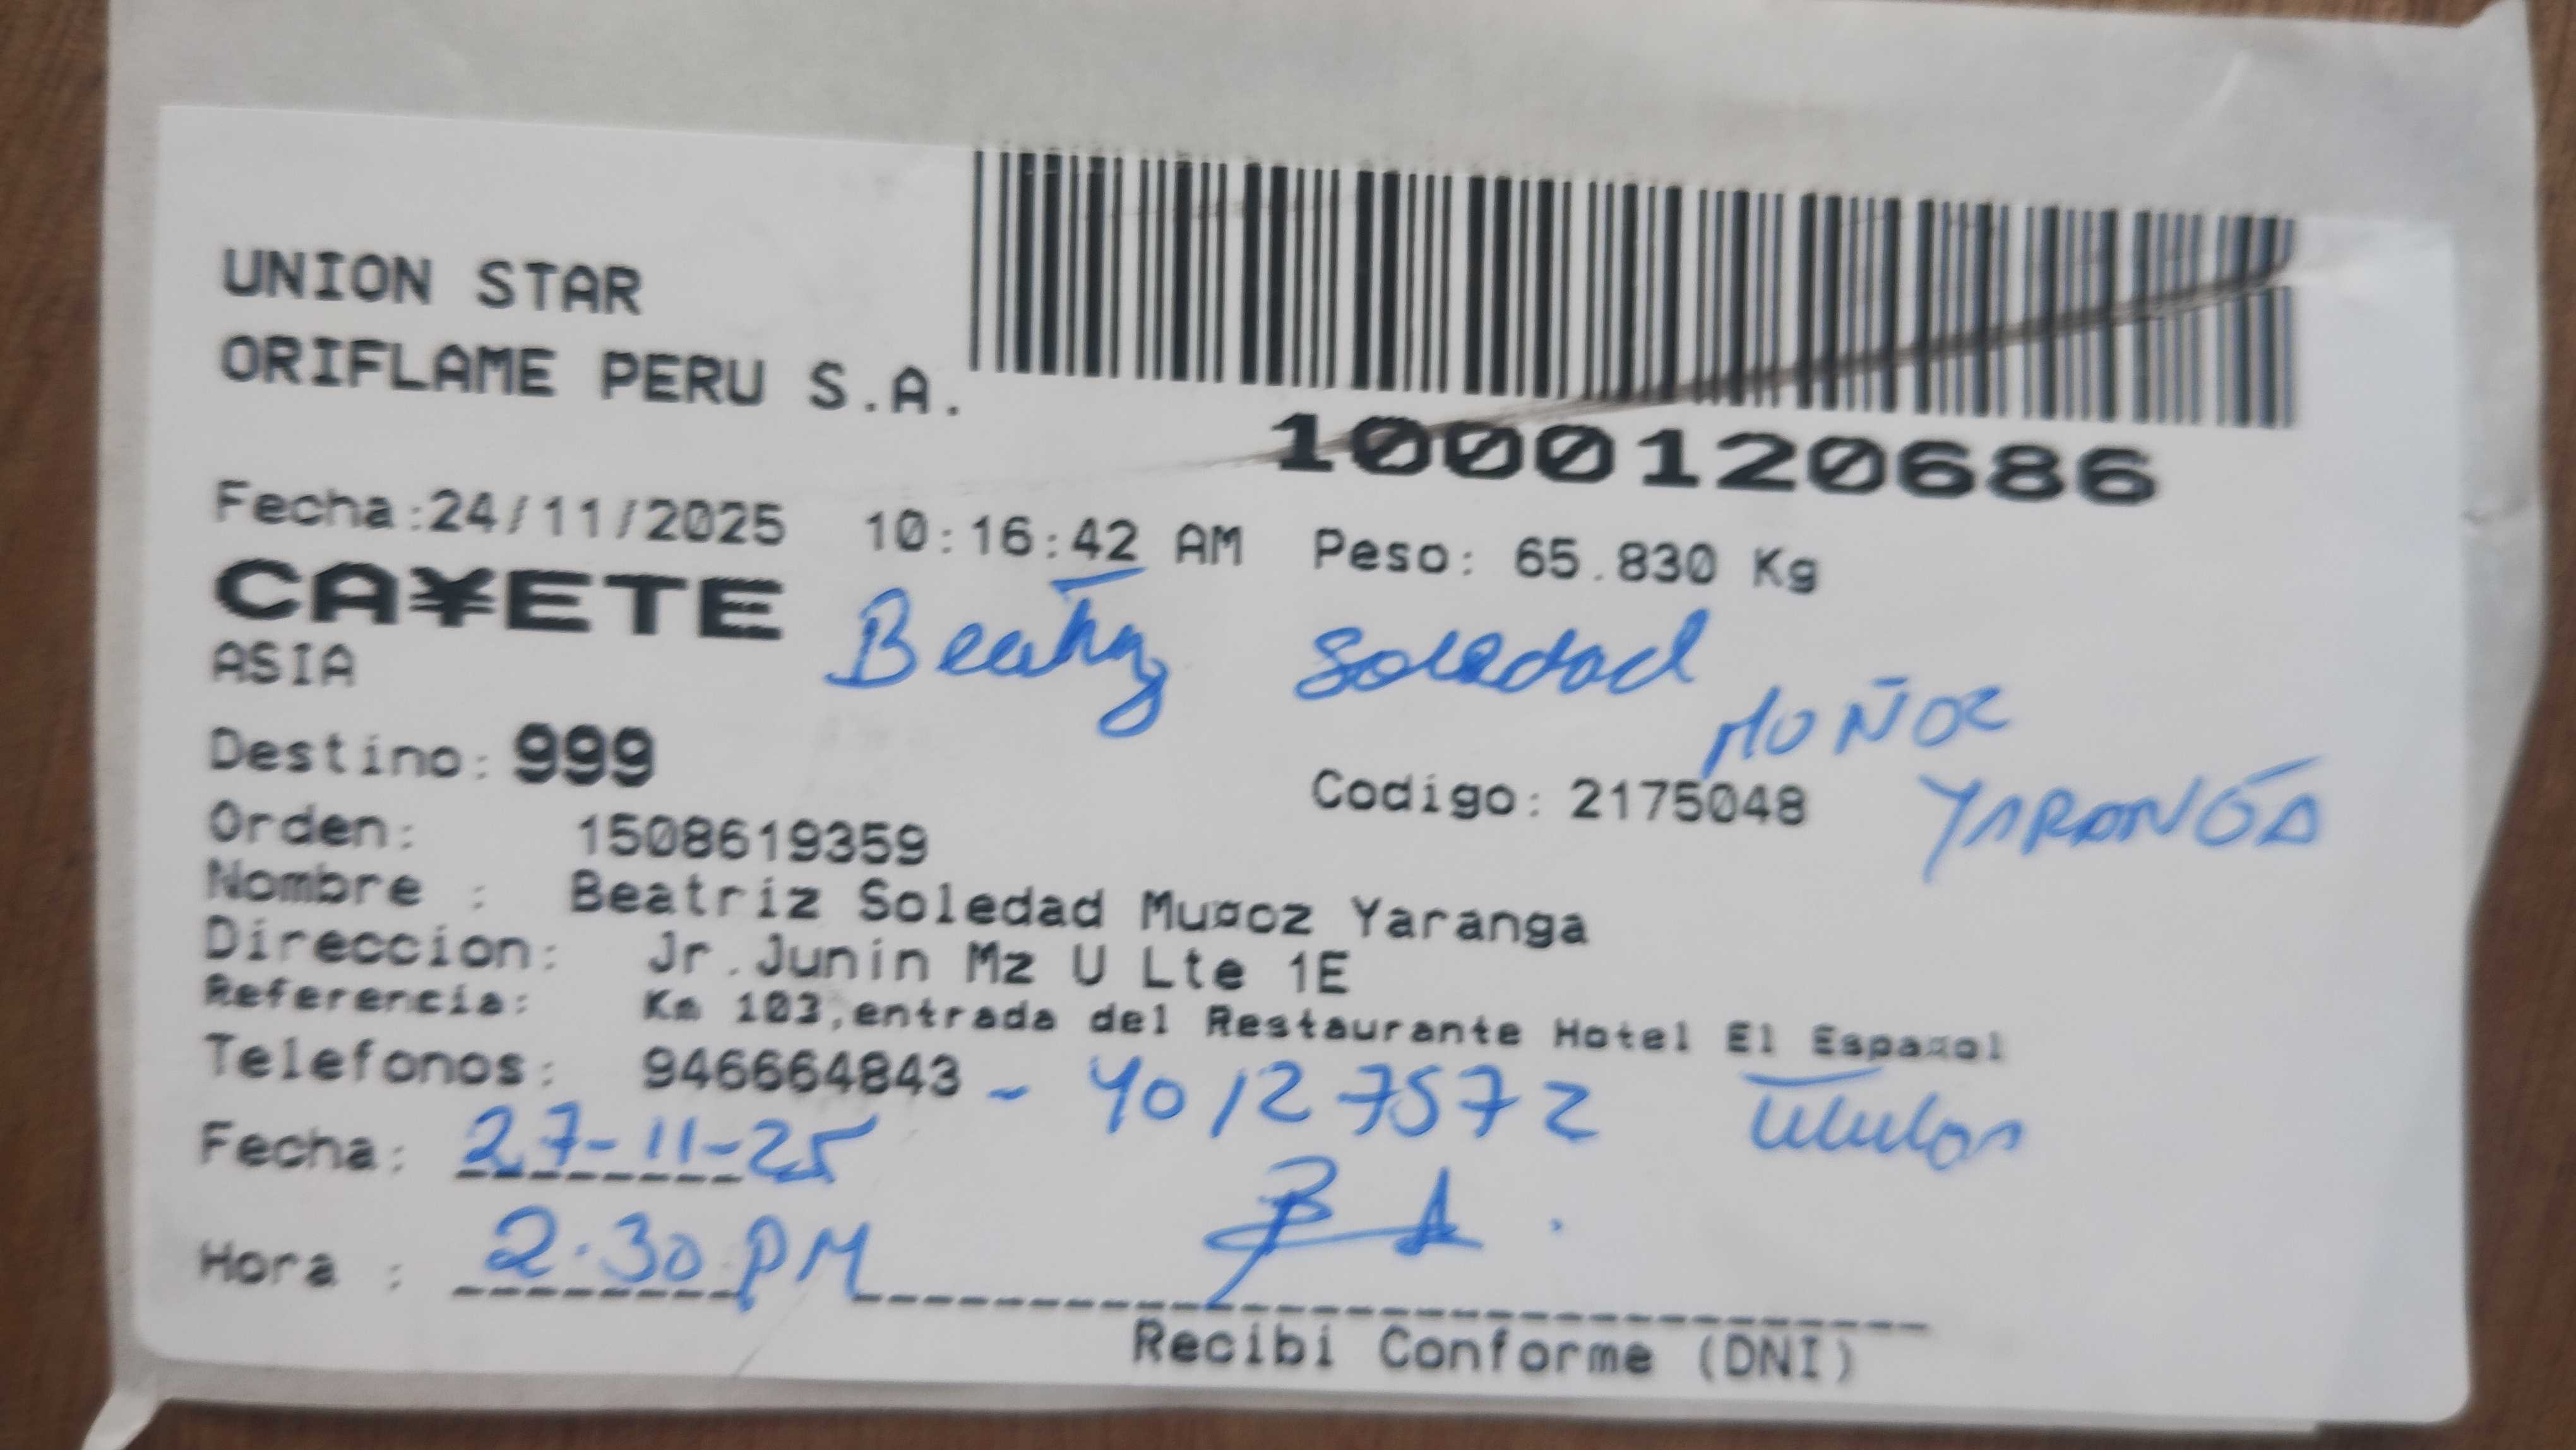 UNION STAR
ORIFLAME PERU S.A.
1000120686
Fecha:24/11/2025 10:16:42 AM Peso: 65.830 Kg
CA¥ETE
Beatriz Soledad
ASIA
MUÑOZ
Destino: 999
Codigo: 2175048 YARANGA
Orden: 1508619359
Nombre : Beatriz Soledad Mu¤oz Yaranga
Direccion: Jr.Junin Mz U Lte 1E
Referencia: Km 103,entrada del Restaurante Hotel El Espa¤ol
Telefonos: 946664843 - 40127572 Titular
Fecha: 27-11-25
Hora : 2:30 PM
Recibi Conforme (DNI)